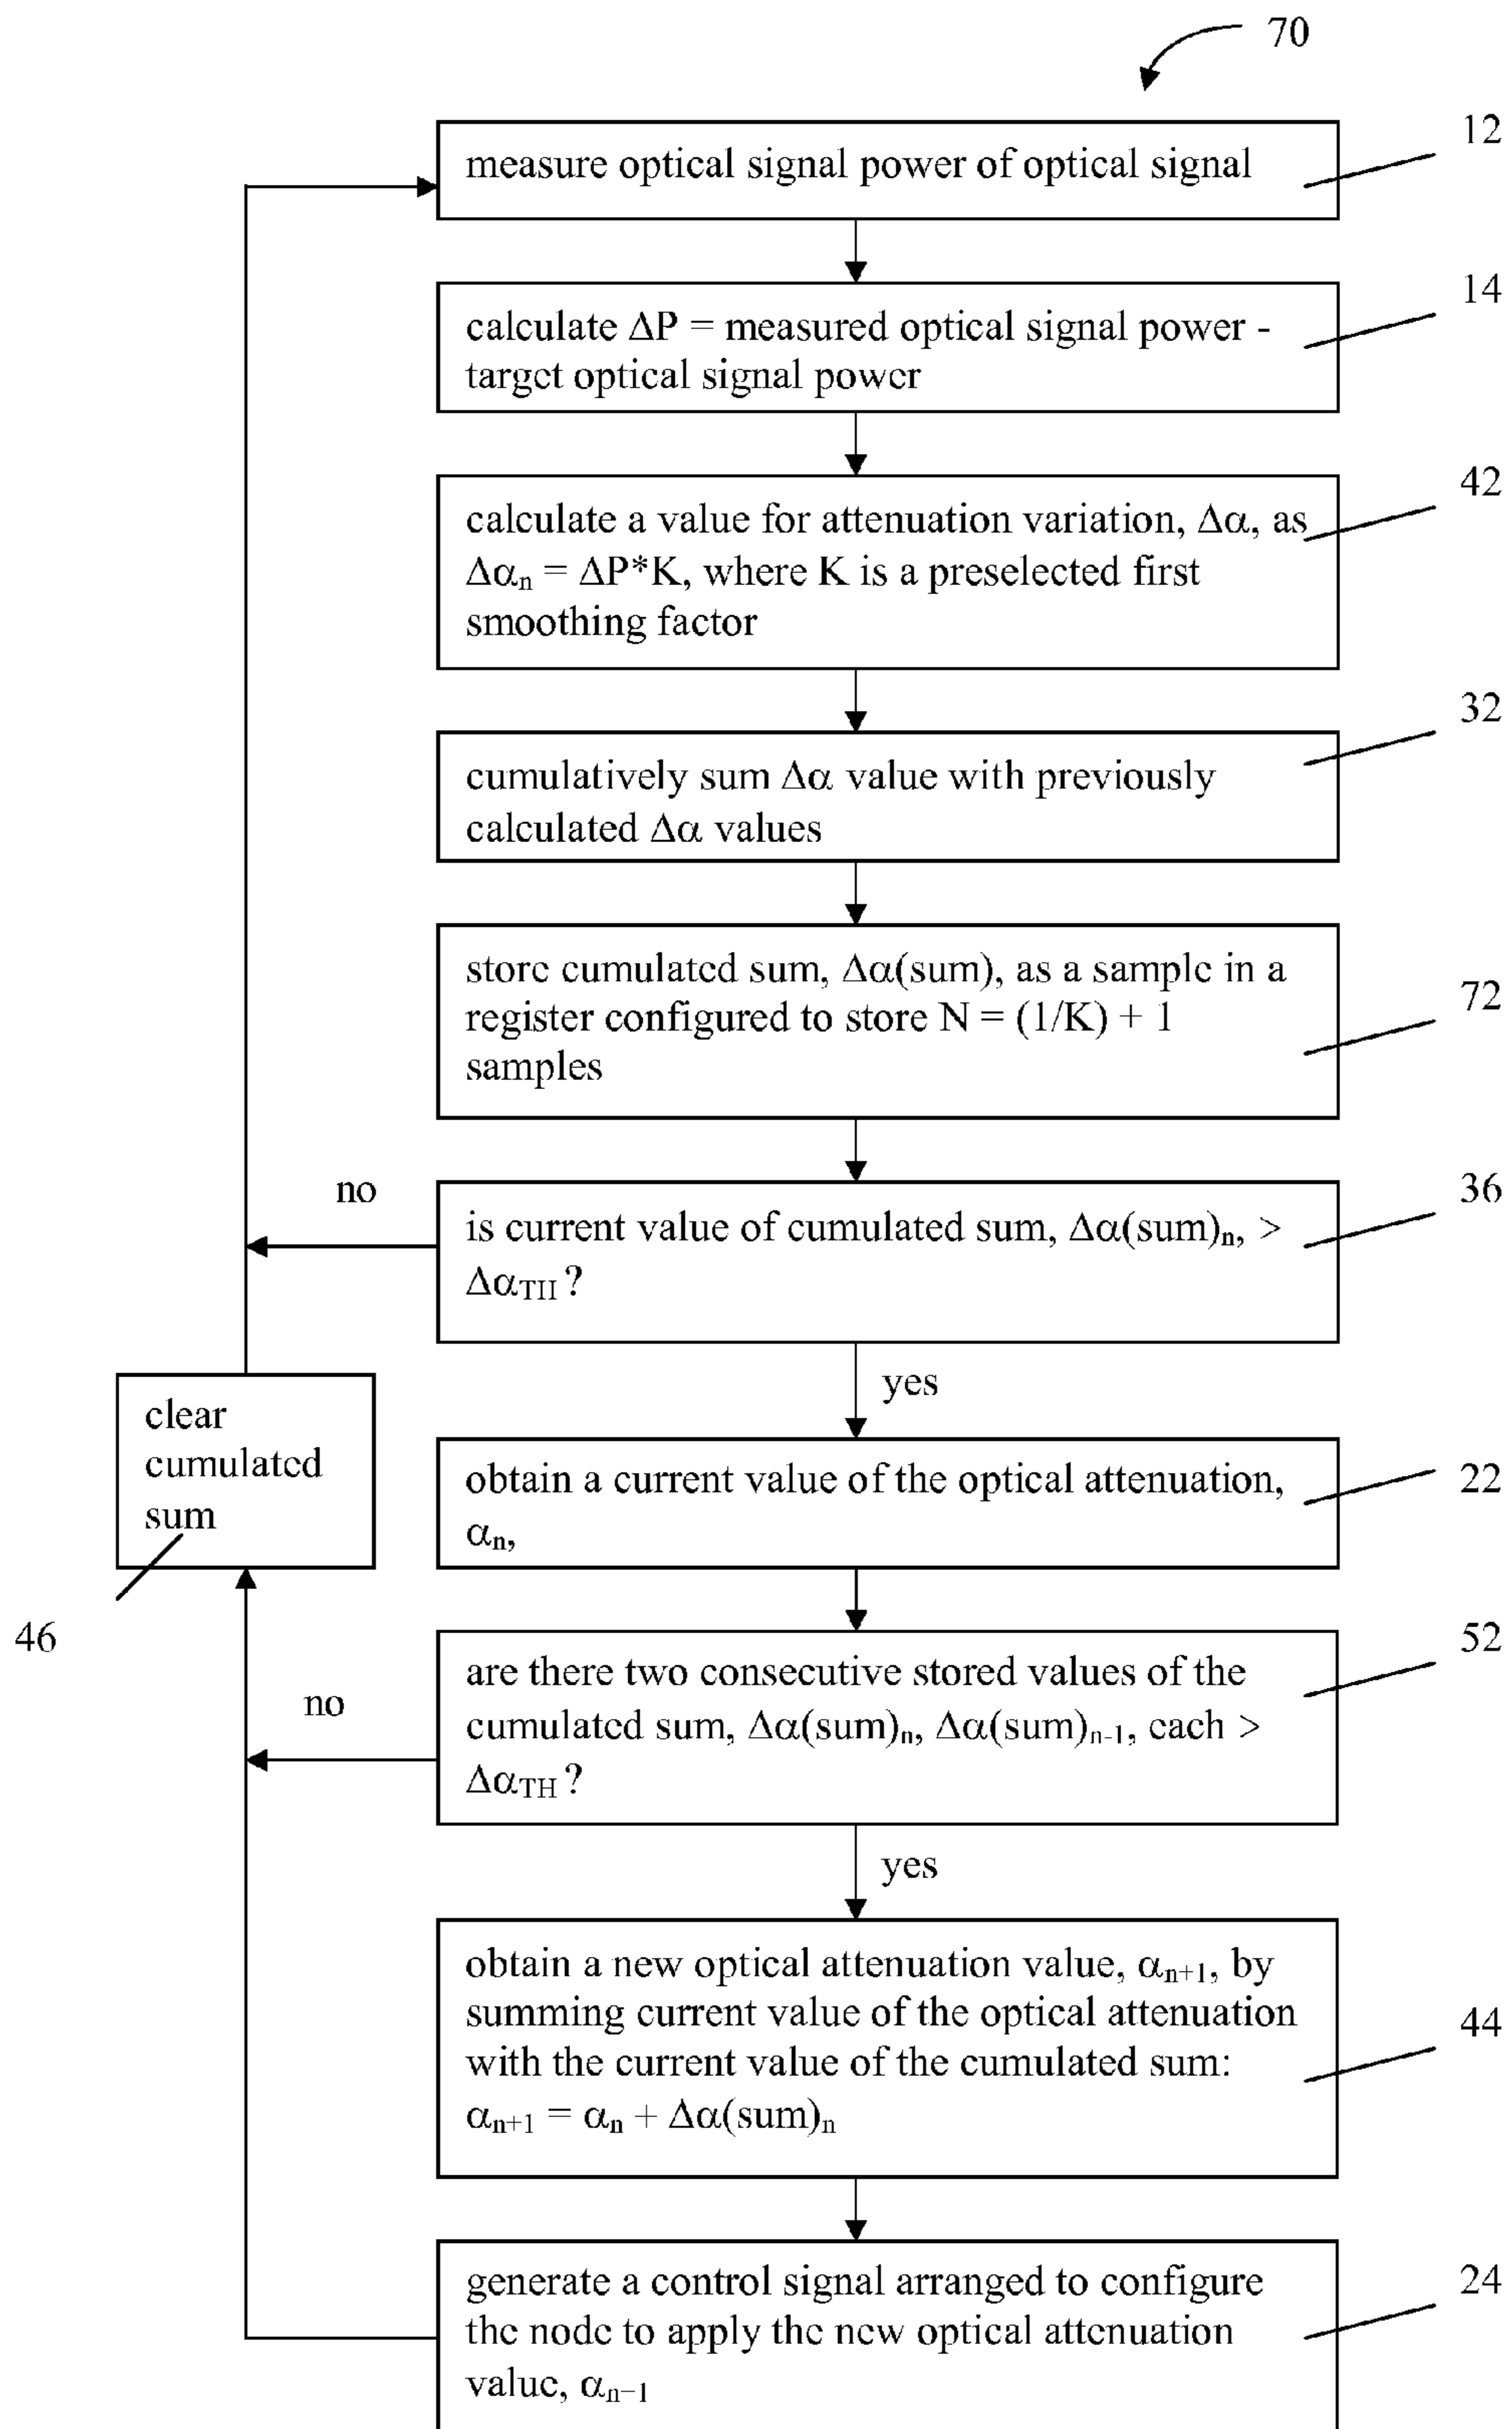 70
measure optical signal power of optical signal
12
calculate ΔP = measured optical signal power -
target optical signal power
14
calculate a value for attenuation variation, Δα, as
Δαn = ΔP*K, where K is a preselected first
smoothing factor
42
cumulatively sum Δα value with previously
calculated Δα values
32
store cumulated sum, Δα(sum), as a sample in a
register configured to store N = (1/K) + 1
samples
72
no
is current value of cumulated sum, Δα(sum)n, >
ΔαTH ?
36
yes
clear
cumulated
sum
46
obtain a current value of the optical attenuation,
αn,
22
no
are there two consecutive stored values of the
cumulated sum, Δα(sum)n, Δα(sum)n-1, each >
ΔαTH ?
52
yes
obtain a new optical attenuation value, αn+1, by
summing current value of the optical attenuation
with the current value of the cumulated sum:
αn+1 = αn + Δα(sum)n
44
generate a control signal arranged to configure
the node to apply the new optical attenuation
value, αn−1
24